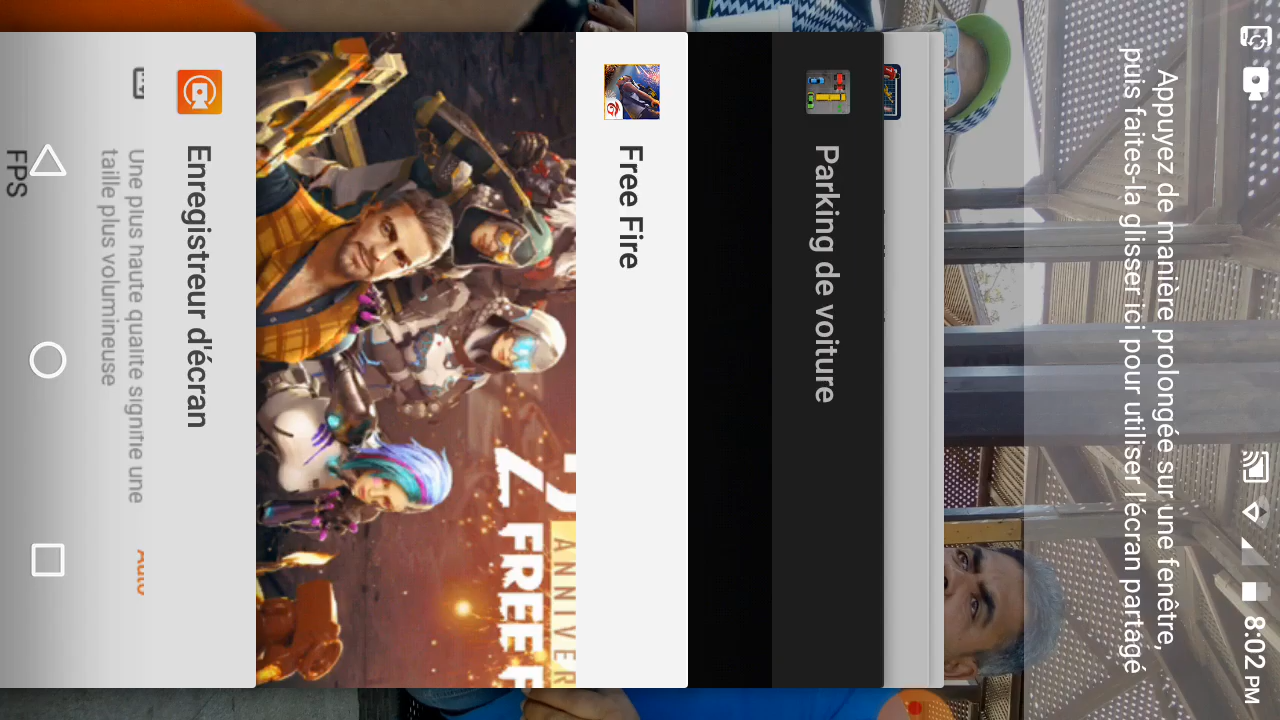 8:02 PM
Appuyez de manière prolongée sur une fenêtre,
puis faites-la glisser ici pour utiliser l'écran partagé
Parking de voiture
Free Fire
ANNIVER
FREE F
Enregistreur d'écran
Une plus haute qualité signifie une
taille plus volumineuse
Auto
FPS